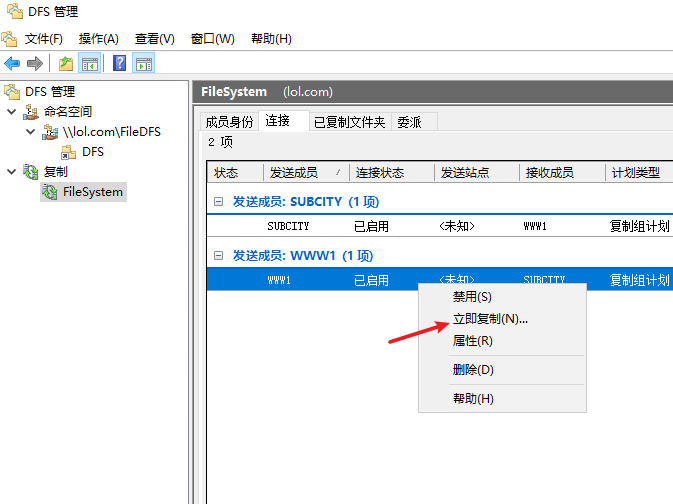 DFS 管理
文件(F) 操作(A) 查看(V) 窗口(W) 帮助(H)
DFS 管理
命名空间
\\lol.com\FileDFS
DFS
复制
FileSystem
FileSystem (lol.com)
成员身份 连接 已复制文件夹 委派
2 项
状态 发送成员 连接状态 发送站点 接收成员 计划类型
发送成员: SUBCITY (1 项)
SUBCITY 已启用 <未知> WWW1 复制组计划
发送成员: WWW1 (1 项)
WWW1 已启用 <未知> SUBCITY 复制组计划
禁用(S)
立即复制(N)...
属性(R)
删除(D)
帮助(H)